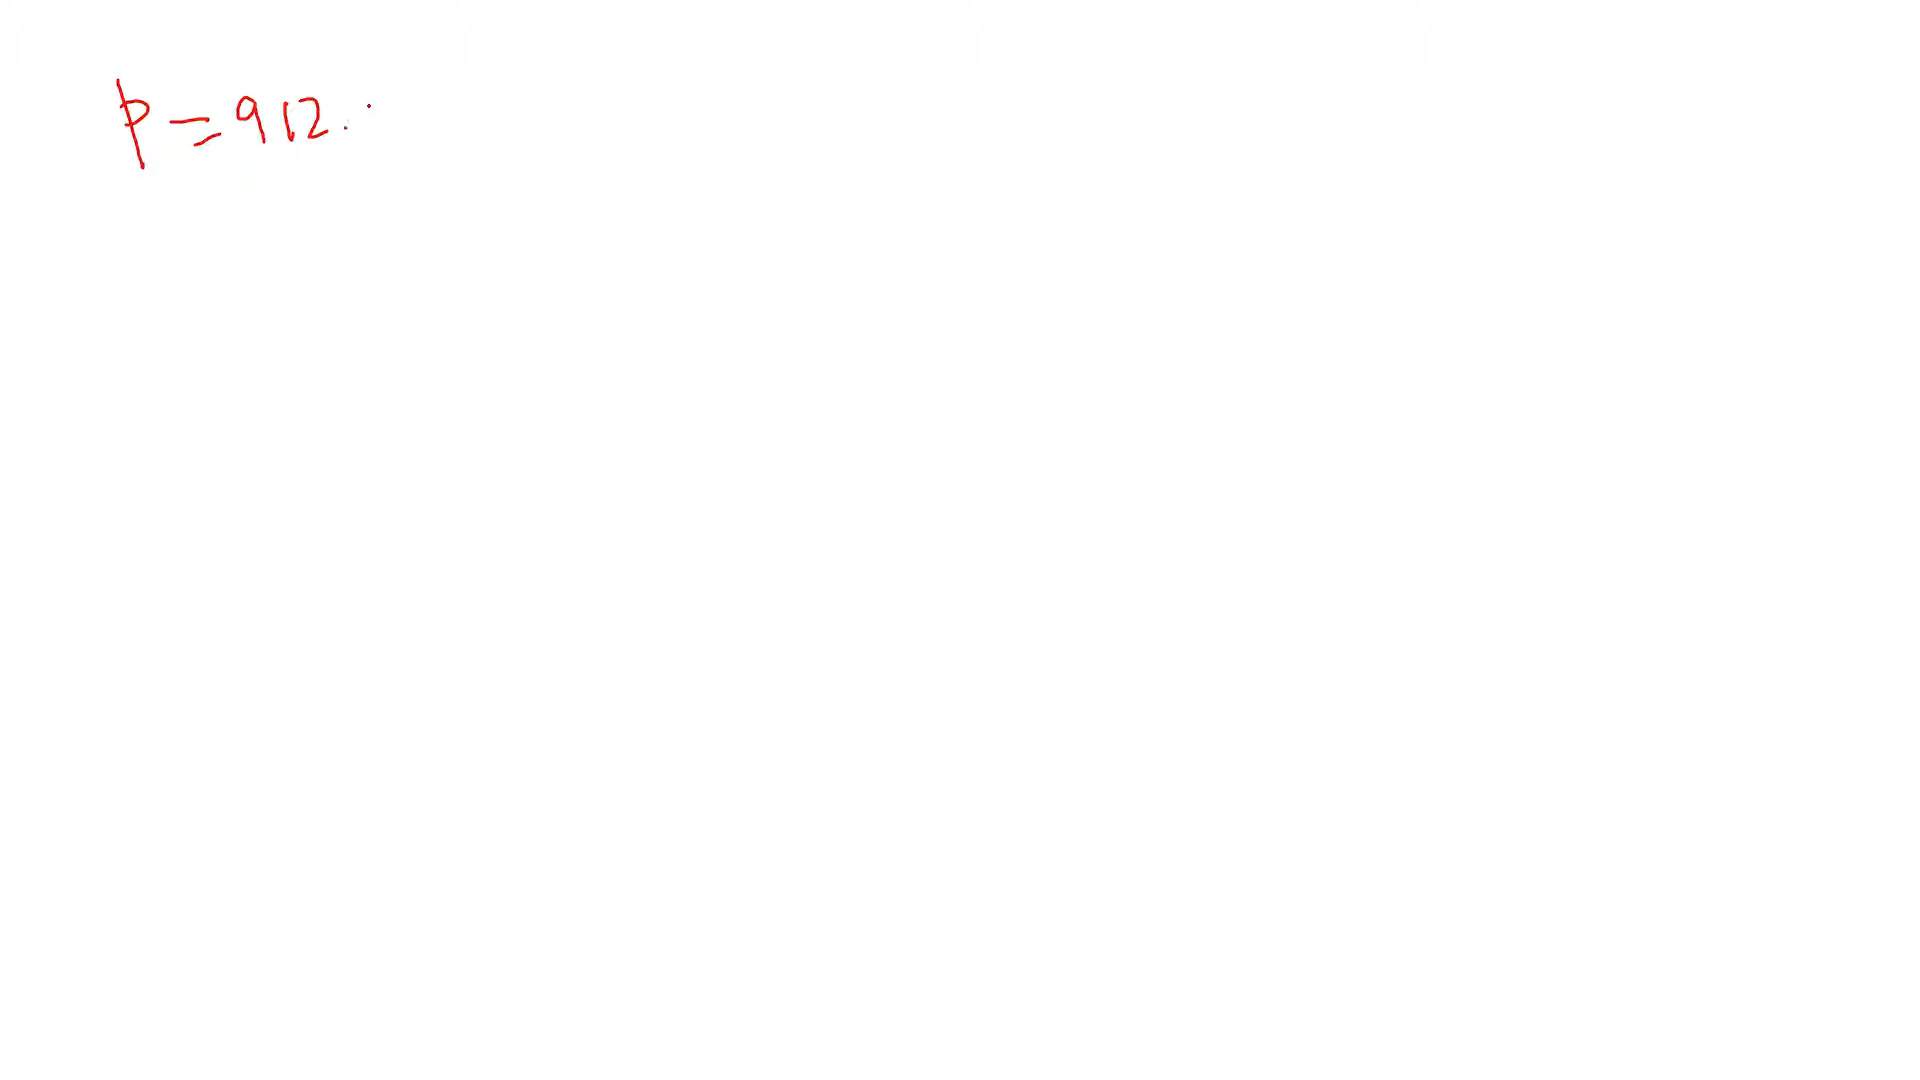 P = 912.